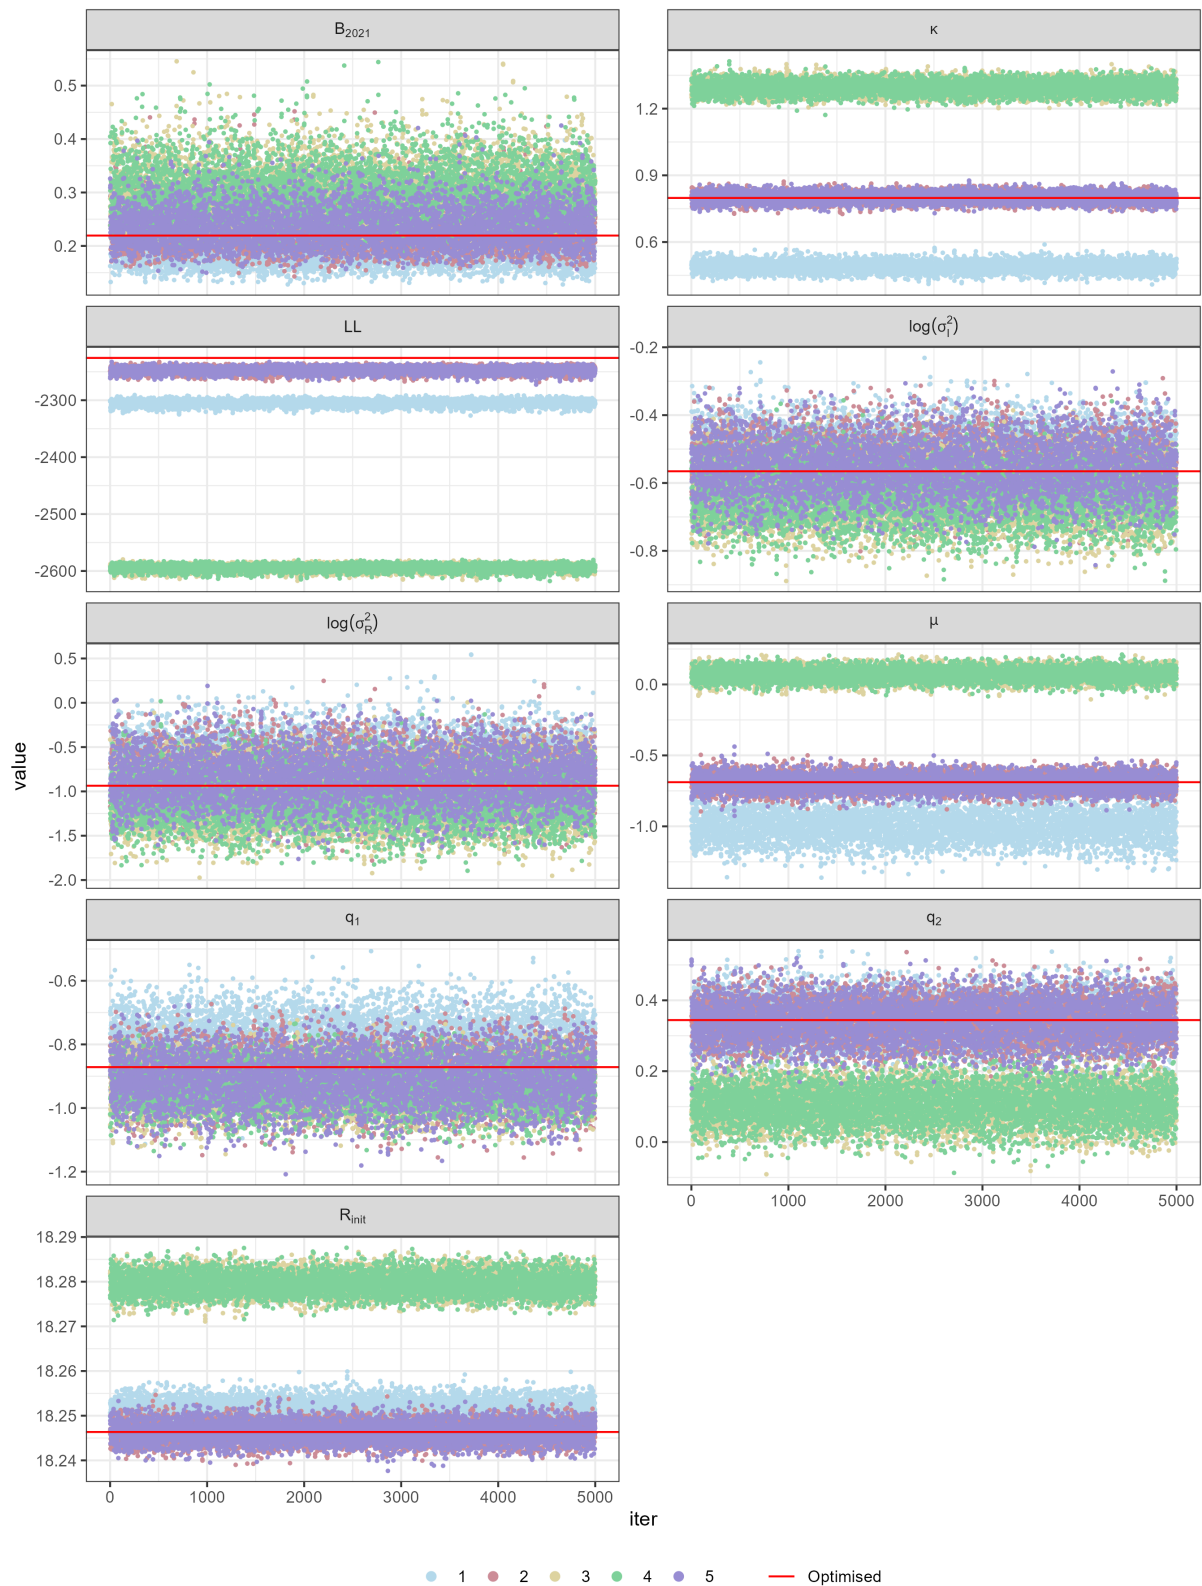 B2021
0.5
0.4
0.3
0.2
κ
1.2
0.9
0.6
LL
-2300
-2400
-2500
-2600
log(σ²I)
-0.2
-0.4
-0.6
-0.8
log(σ²R)
0.5
0.0
-0.5
-1.0
-1.5
-2.0
μ
0.0
-0.5
-1.0
q1
-0.6
-0.8
-1.0
-1.2
q2
0.4
0.2
0.0
0 1000 2000 3000 4000 5000
Rinit
18.29
18.28
18.27
18.26
18.25
18.24
0 1000 2000 3000 4000 5000
value
iter
1 2 3 4 5 Optimised